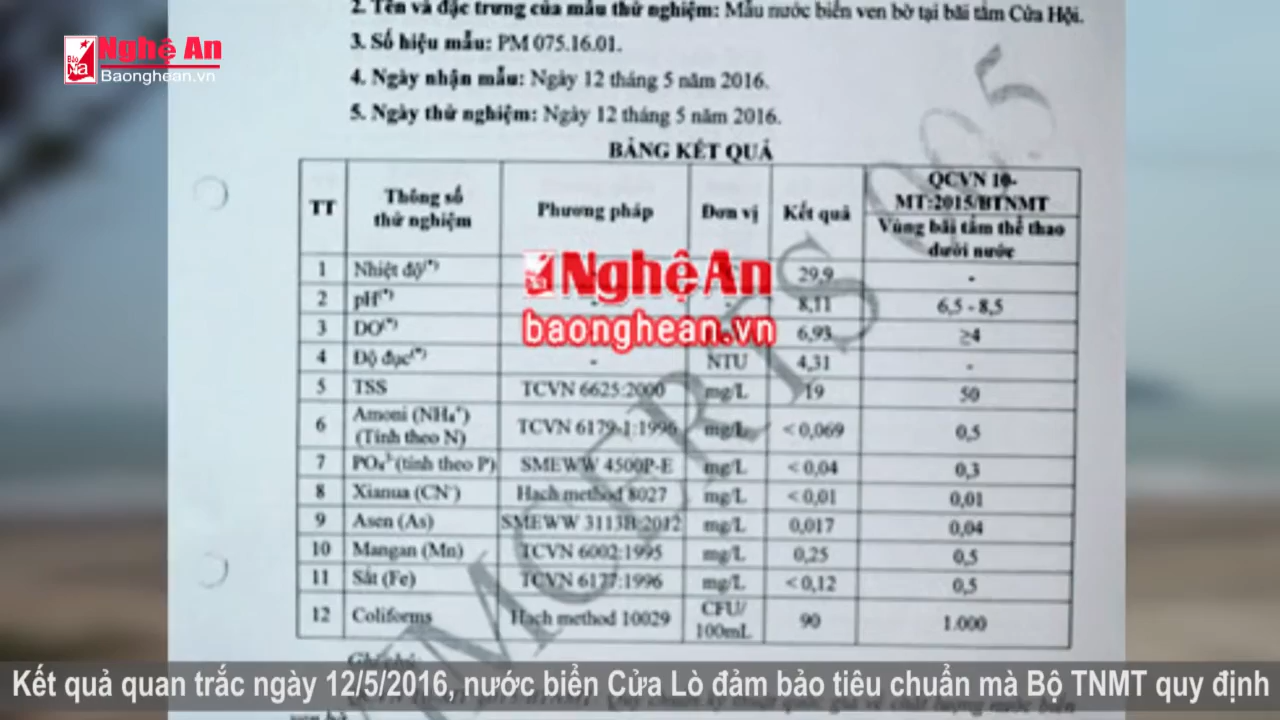 2. Tên và đặc trưng của mẫu thử nghiệm: Mẫu nước biển ven bờ tại bãi tắm Cửa Hội.
Báo Na Nghệ An
Baonghean.vn
3. Số hiệu mẫu: PM 075.16.01.
4. Ngày nhận mẫu: Ngày 12 tháng 5 năm 2016.
5. Ngày thử nghiệm: Ngày 12 tháng 5 năm 2016.
BẢNG KẾT QUẢ
TT Thông số thử nghiệm Phương pháp Đơn vị Kết quả QCVN 10-MT:2015/BTNMT
Vùng bãi tắm thể thao dưới nước
1 Nhiệt độ(*) 29,9 -
Nghệ An
2 pH(*) - - 8,11 6,5 - 8,5
baonghean.vn
3 DO(*) 6,93 ≥4
4 Độ đục(*) - NTU 4,31 -
5 TSS TCVN 6625:2000 mg/L 19 50
6 Amoni (NH₄⁺) (Tính theo N) TCVN 6179-1:1996 mg/L < 0,069 0,5
7 PO₄³⁻(tính theo P) SMEWW 4500P-E mg/L < 0,04 0,3
8 Xianua (CN⁻) Hach method 8027 mg/L < 0,01 0,01
9 Asen (As) SMEWW 3113B:2012 mg/L 0,017 0,04
10 Mangan (Mn) TCVN 6002:1995 mg/L 0,25 0,5
11 Sắt (Fe) TCVN 6177:1996 mg/L < 0,12 0,5
12 Coliforms Hach method 10029 CFU/100mL 90 1.000
Ghi chú:
Kết quả quan trắc ngày 12/5/2016, nước biển Cửa Lò đảm bảo tiêu chuẩn mà Bộ TNMT quy định